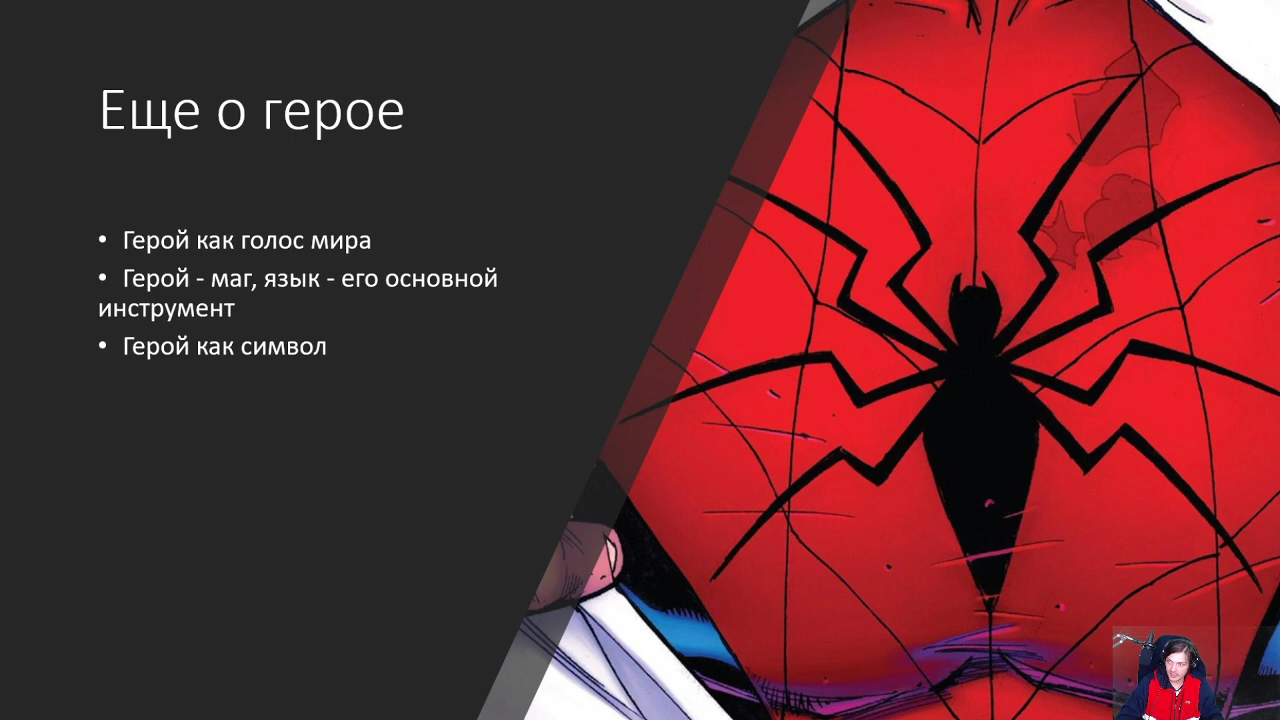 Еще о герое
• Герой как голос мира
• Герой - маг, язык - его основной
инструмент
• Герой как символ